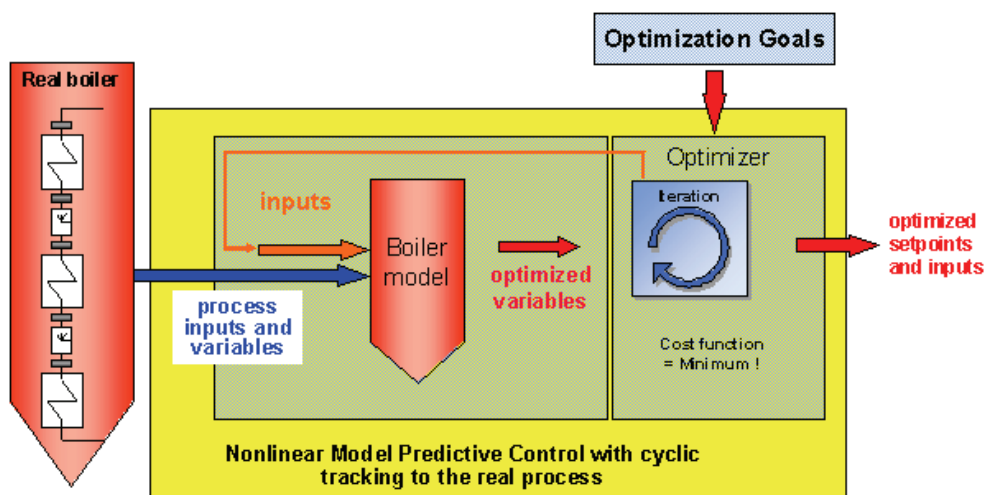 Optimization Goals
Real boiler
Optimizer
Iteration
inputs
Boiler
model
optimized
variables
optimized
setpoints
and inputs
process
inputs and
variables
Cost function
= Minimum !
Nonlinear Model Predictive Control with cyclic
tracking to the real process